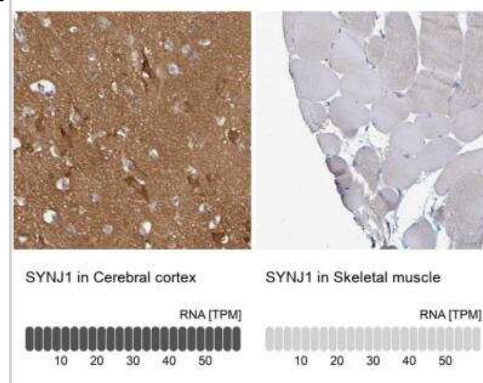 SYNJ1 in Cerebral cortex
RNA [TPM]
10 20 30 40 50
SYNJ1 in Skeletal muscle
RNA [TPM]
10 20 30 40 50